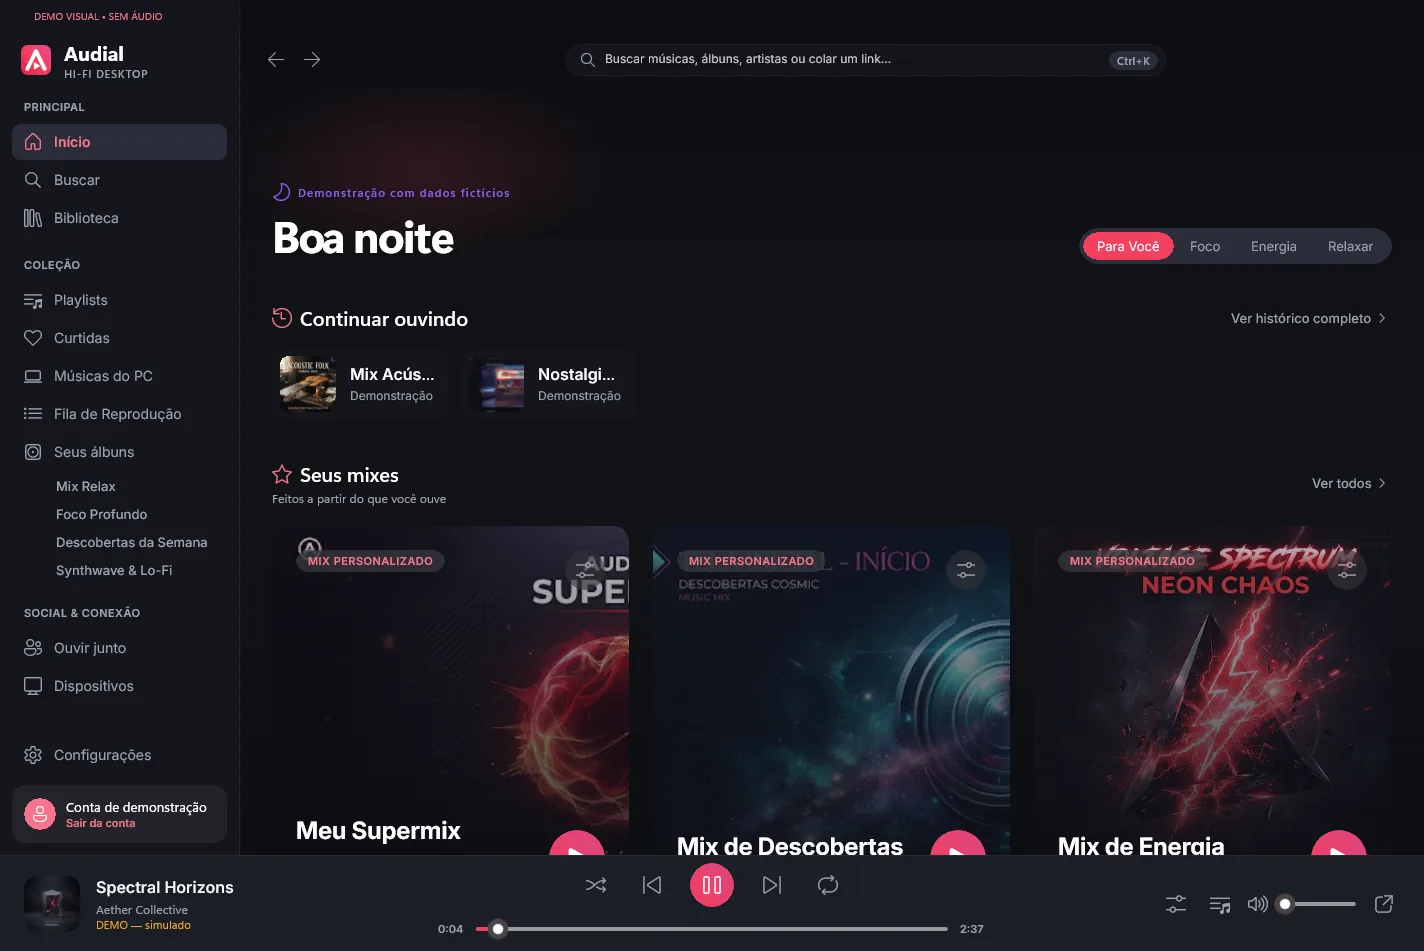 DEMO VISUAL • SEM ÁUDIO
Audial
HI-FI DESKTOP
Buscar músicas, álbuns, artistas ou colar um link...
Ctrl+K
PRINCIPAL
Início
Buscar
Biblioteca
COLEÇÃO
Playlists
Curtidas
Músicas do PC
Fila de Reprodução
Seus álbuns
Mix Relax
Foco Profundo
Descobertas da Semana
Synthwave & Lo-Fi
SOCIAL & CONEXÃO
Ouvir junto
Dispositivos
Configurações
Conta de demonstração
Sair da conta
Demonstração com dados fictícios
Boa noite
Para Você
Foco
Energia
Relaxar
Continuar ouvindo
Ver histórico completo
ACOUSTIC FOLK
Mix Acús...
Demonstração
Nostalgi...
Demonstração
Seus mixes
Feitos a partir do que você ouve
Ver todos
MIX PERSONALIZADO
AUD
SUPE
Meu Supermix
MIX PERSONALIZADO
L - INÍCIO
DESCOBERTAS COSMIC
MUSIC MIX
Mix de Descobertas
MIX PERSONALIZADO
SPECTRUM
NEON CHAOS
Mix de Energia
Spectral Horizons
Aether Collective
DEMO — simulado
0:04
2:37